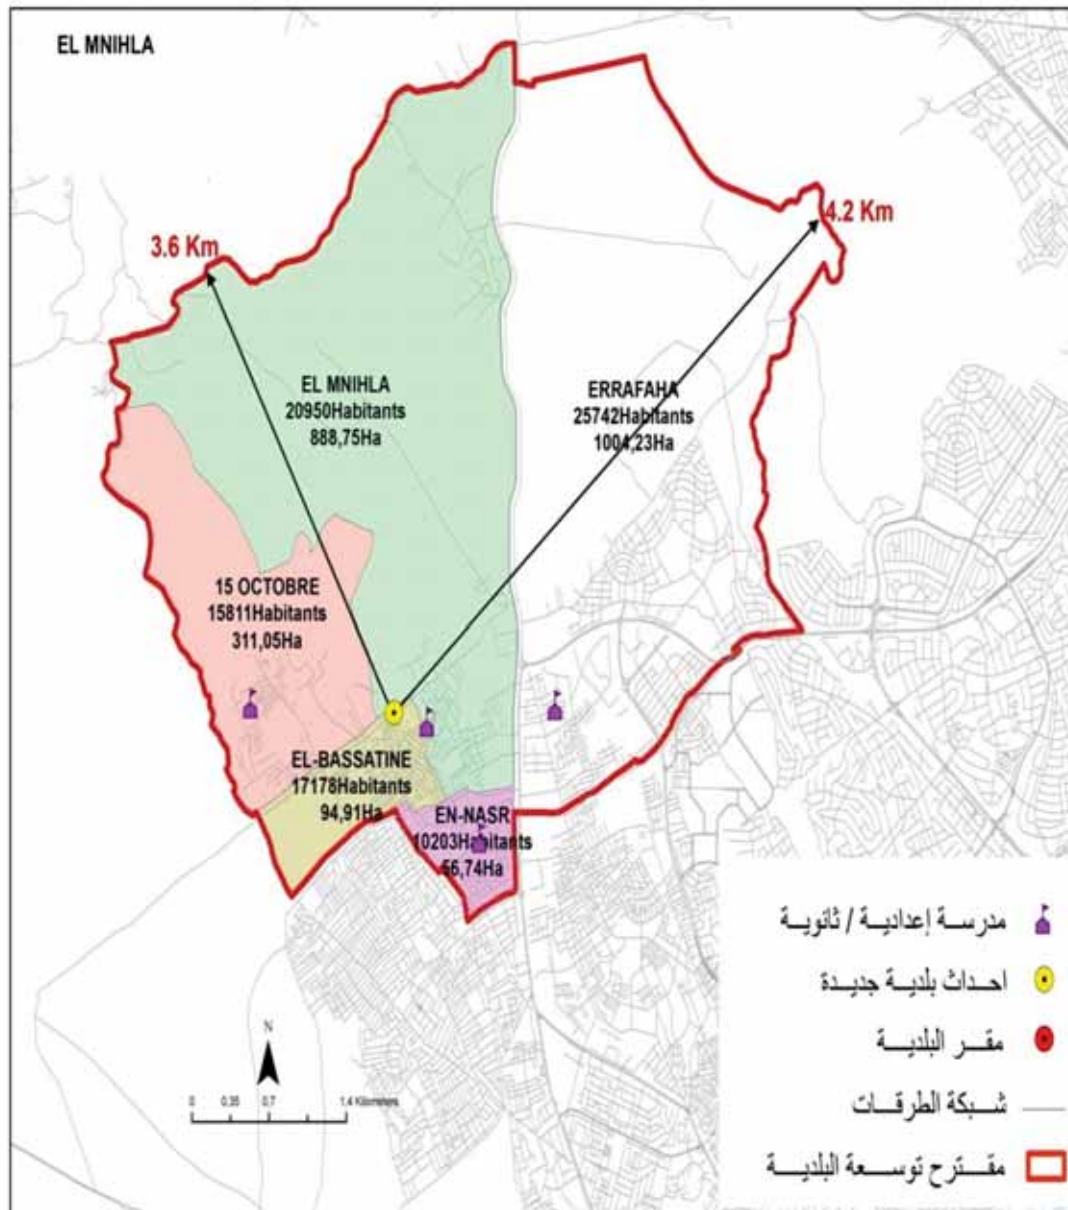 EL MNIHLA
4.2 Km
3.6 Km
EL MNIHLA
20950Habitants
888,75Ha
ERRAFAHA
25742Habitants
1004,23Ha
15 OCTOBRE
15811Habitants
311,05Ha
EL-BASSATINE
17178Habitants
94,91Ha
EN-NASR
10203Habitants
56,74Ha
مدرسة إعدادية / ثانوية
احداث بلدية جديدة
مقر البلدية
شبكة الطرقات
مقترح توسعة البلدية
N
0 0,35 0,7 1,4 Kilometers